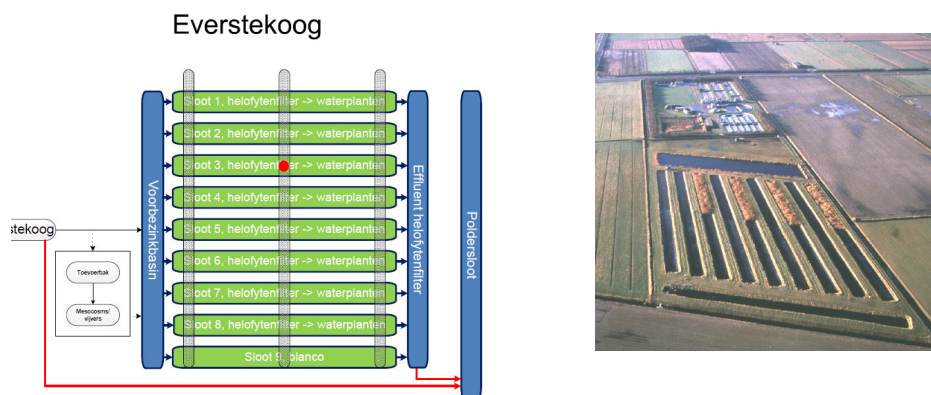 Everstekoog
Sloot 1, helofytenfilter -> waterplanten
Sloot 2, helofytenfilter -> waterplanten
Sloot 3, helofytenfilter -> waterplanten
Sloot 4, helofytenfilter -> waterplanten
Sloot 5, helofytenfilter -> waterplanten
Sloot 6, helofytenfilter -> waterplanten
Sloot 7, helofytenfilter -> waterplanten
Sloot 8, helofytenfilter -> waterplanten
Sloot 9, blanco
stekoog
Toevoerbak
Mesocosms/
vijvers
Voorbezinkbasin
Effluent helofytenfilter
Poldersloot